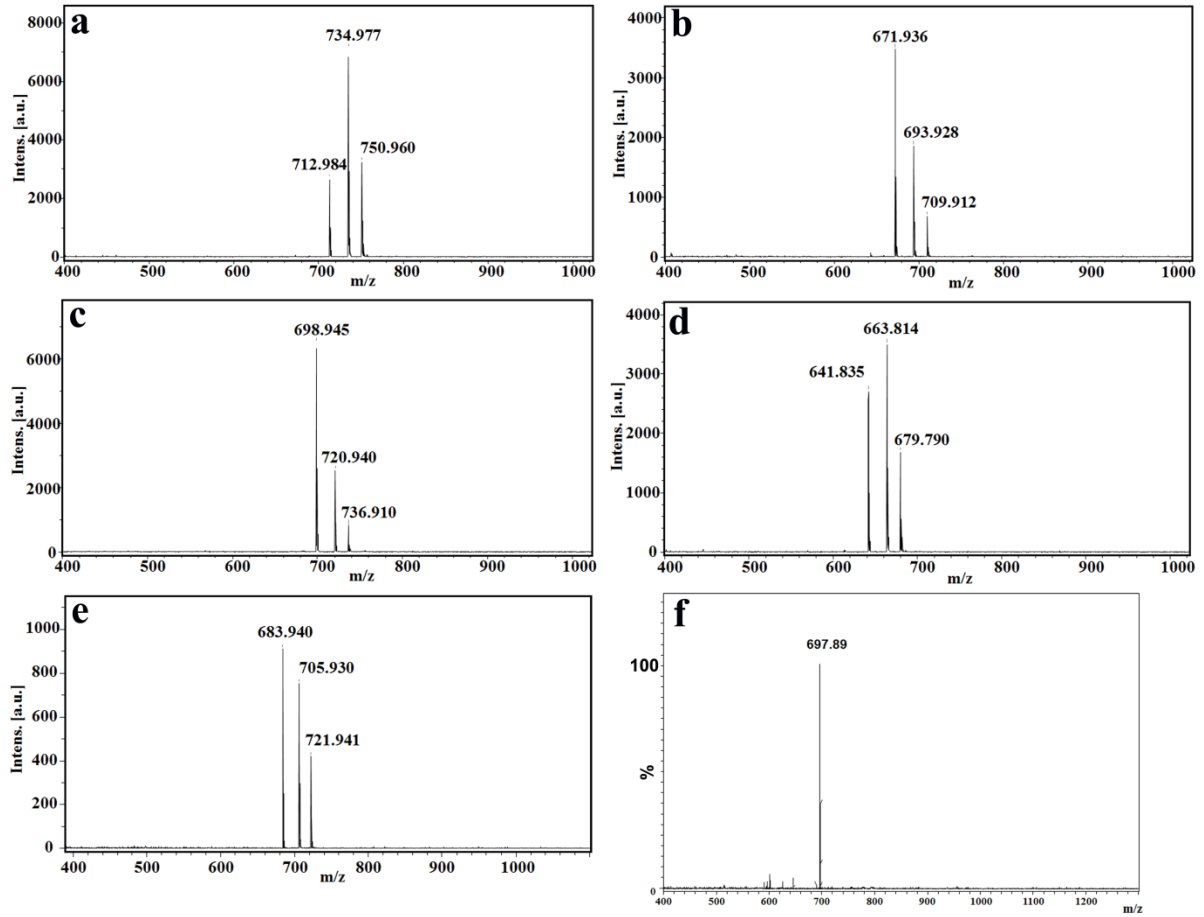 a
8000
6000
4000
2000
0
Intens. [a.u.]
734.977
712.984
750.960
400 500 600 700 800 900 1000
m/z
b
4000
3000
2000
1000
0
Intens. [a.u.]
671.936
693.928
709.912
400 500 600 700 800 900 1000
m/z
c
6000
4000
2000
0
Intens. [a.u.]
698.945
720.940
736.910
400 500 600 700 800 900 1000
m/z
d
4000
3000
2000
1000
0
Intens. [a.u.]
663.814
641.835
679.790
400 500 600 700 800 900 1000
m/z
e
1000
800
600
400
200
0
Intens. [a.u.]
683.940
705.930
721.941
400 500 600 700 800 900 1000
m/z
f
697.89
100
%
0
400 500 600 700 800 900 1000 1100 1200
m/z